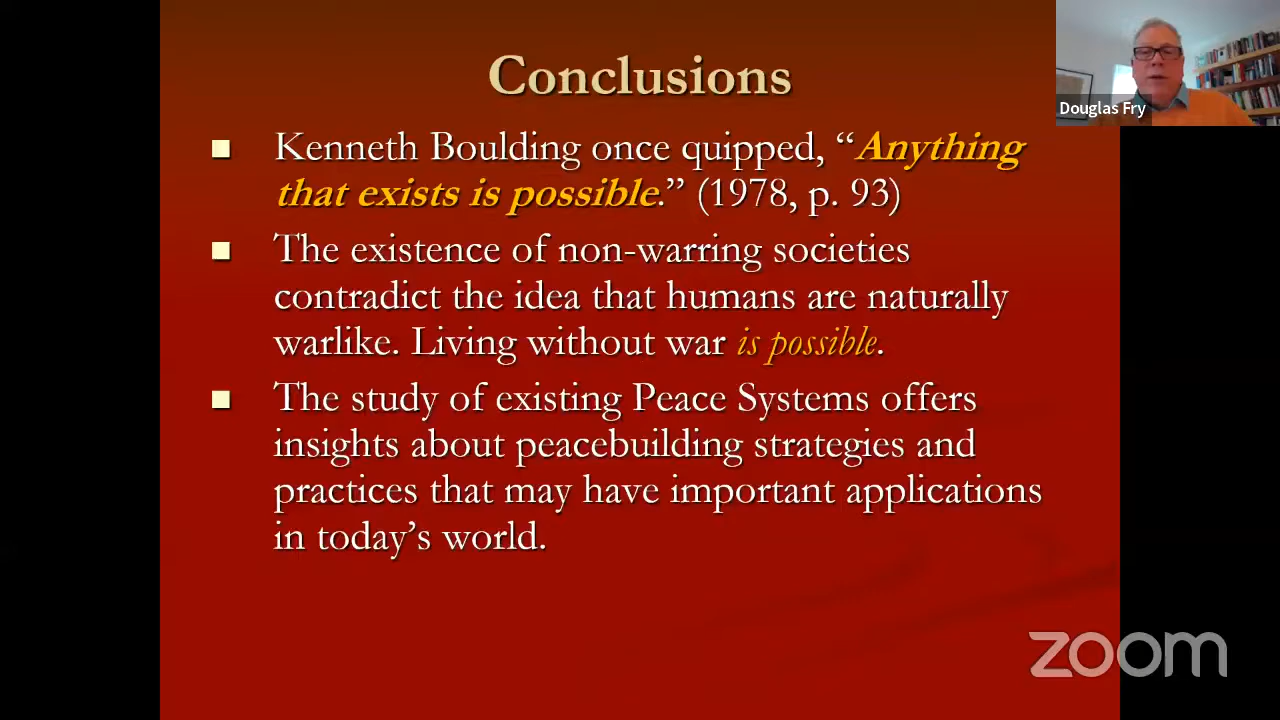 Conclusions
Douglas Fry
■ Kenneth Boulding once quipped, “Anything
that exists is possible.” (1978, p. 93)
■ The existence of non-warring societies
contradict the idea that humans are naturally
warlike. Living without war is possible.
■ The study of existing Peace Systems offers
insights about peacebuilding strategies and
practices that may have important applications
in today’s world.
zoom